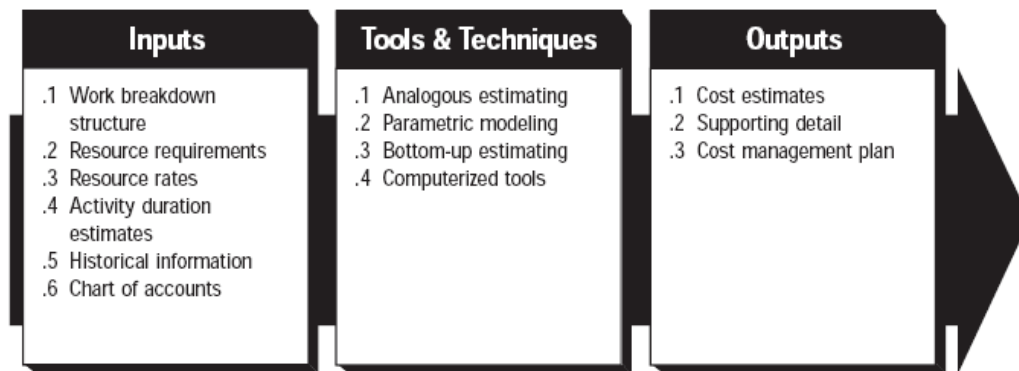 Inputs
.1 Work breakdown
structure
.2 Resource requirements
.3 Resource rates
.4 Activity duration
estimates
.5 Historical information
.6 Chart of accounts
Tools & Techniques
.1 Analogous estimating
.2 Parametric modeling
.3 Bottom-up estimating
.4 Computerized tools
Outputs
.1 Cost estimates
.2 Supporting detail
.3 Cost management plan